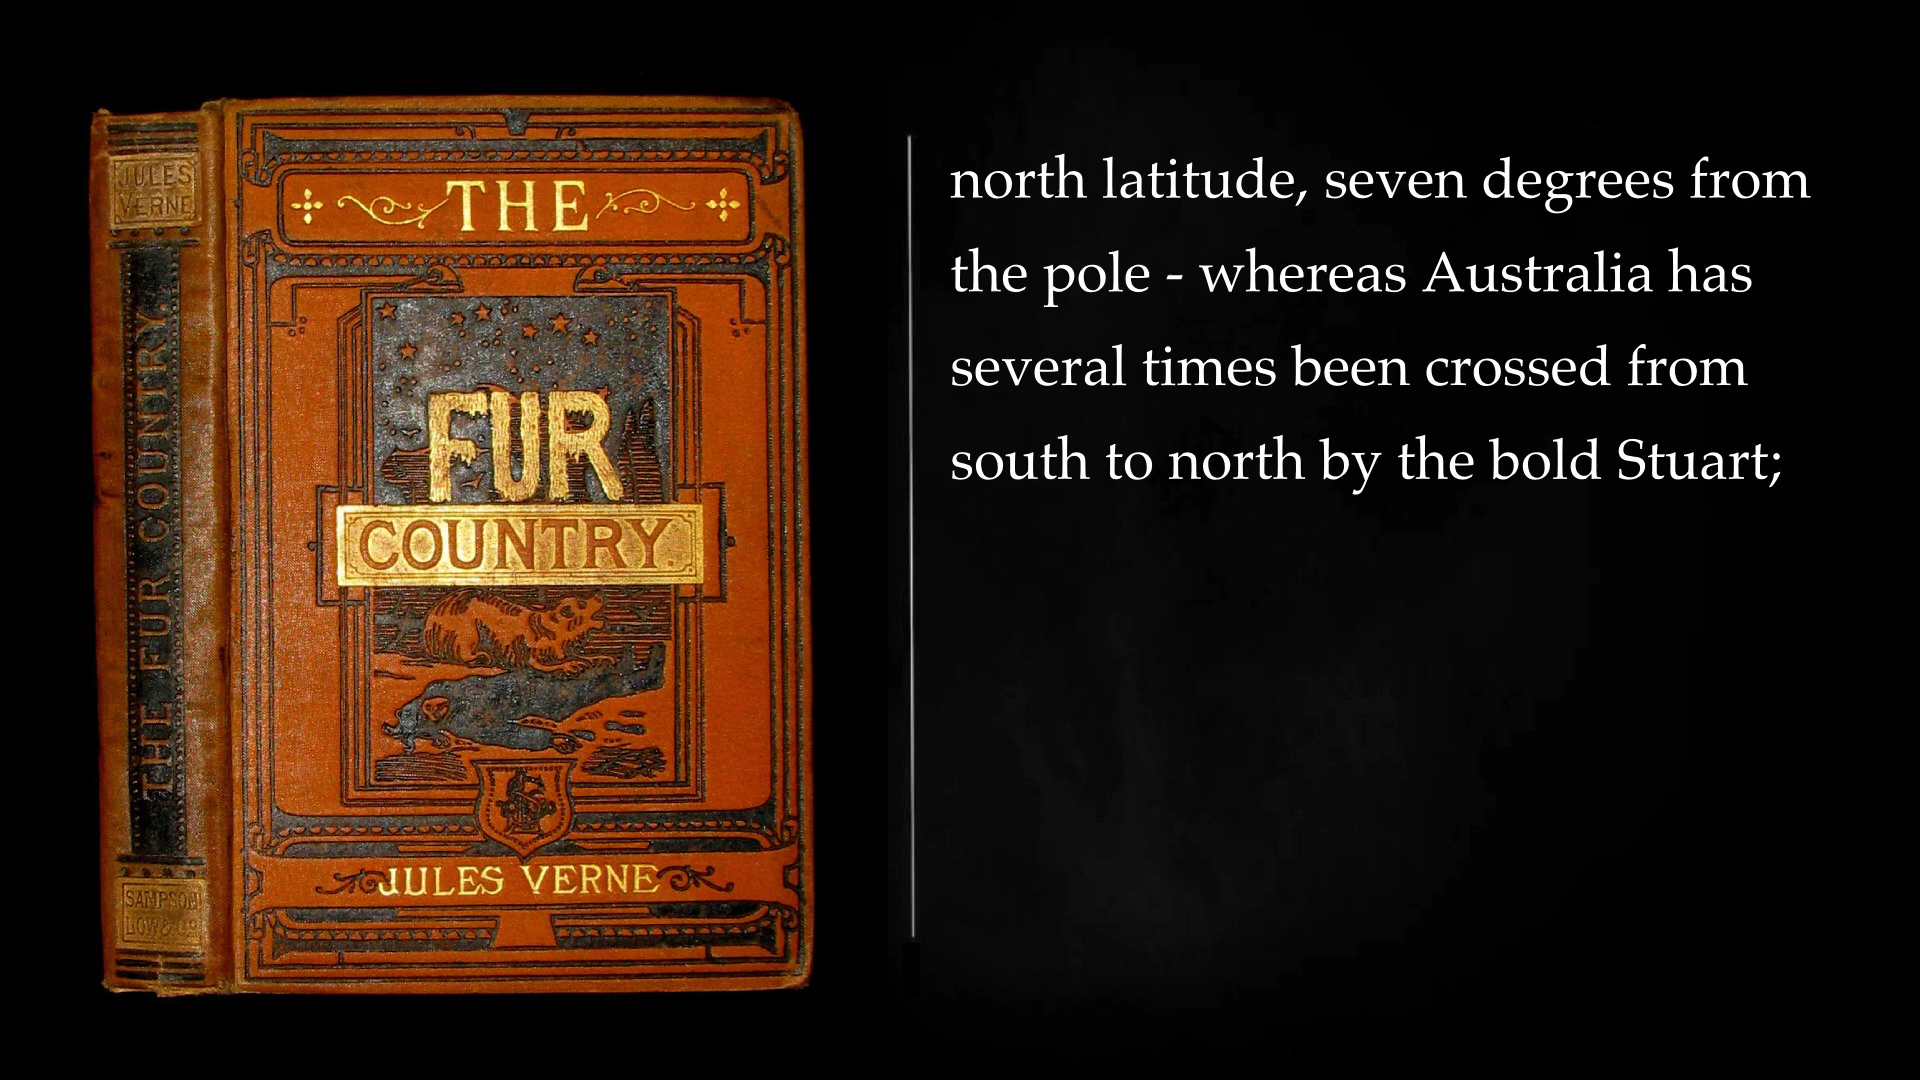 JULES
VERNE
THE FUR COUNTRY.
SAMPSON
LOW & Co
THE
FUR
COUNTRY.
JULES VERNE
north latitude, seven degrees from
the pole - whereas Australia has
several times been crossed from
south to north by the bold Stuart;